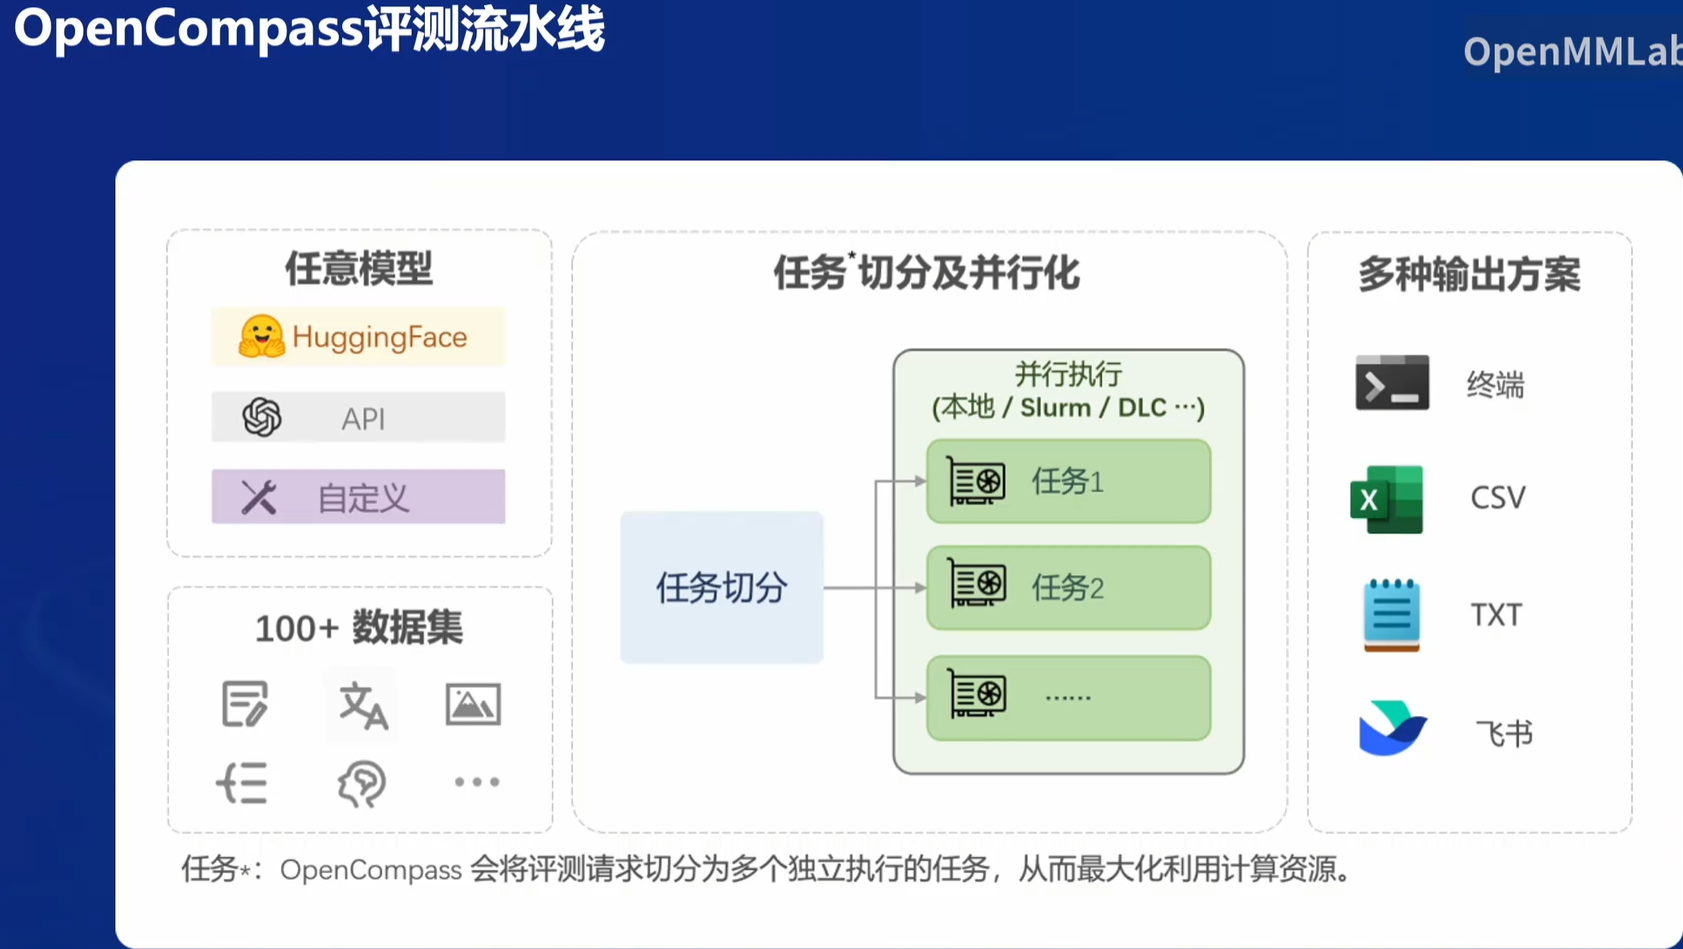 OpenCompass评测流水线
OpenMMLab
任意模型
HuggingFace
API
自定义
100+ 数据集
文A
任务*切分及并行化
任务切分
并行执行
(本地 / Slurm / DLC ···)
任务1
任务2
······
多种输出方案
终端
X
CSV
TXT
飞书
任务*：OpenCompass 会将评测请求切分为多个独立执行的任务，从而最大化利用计算资源。